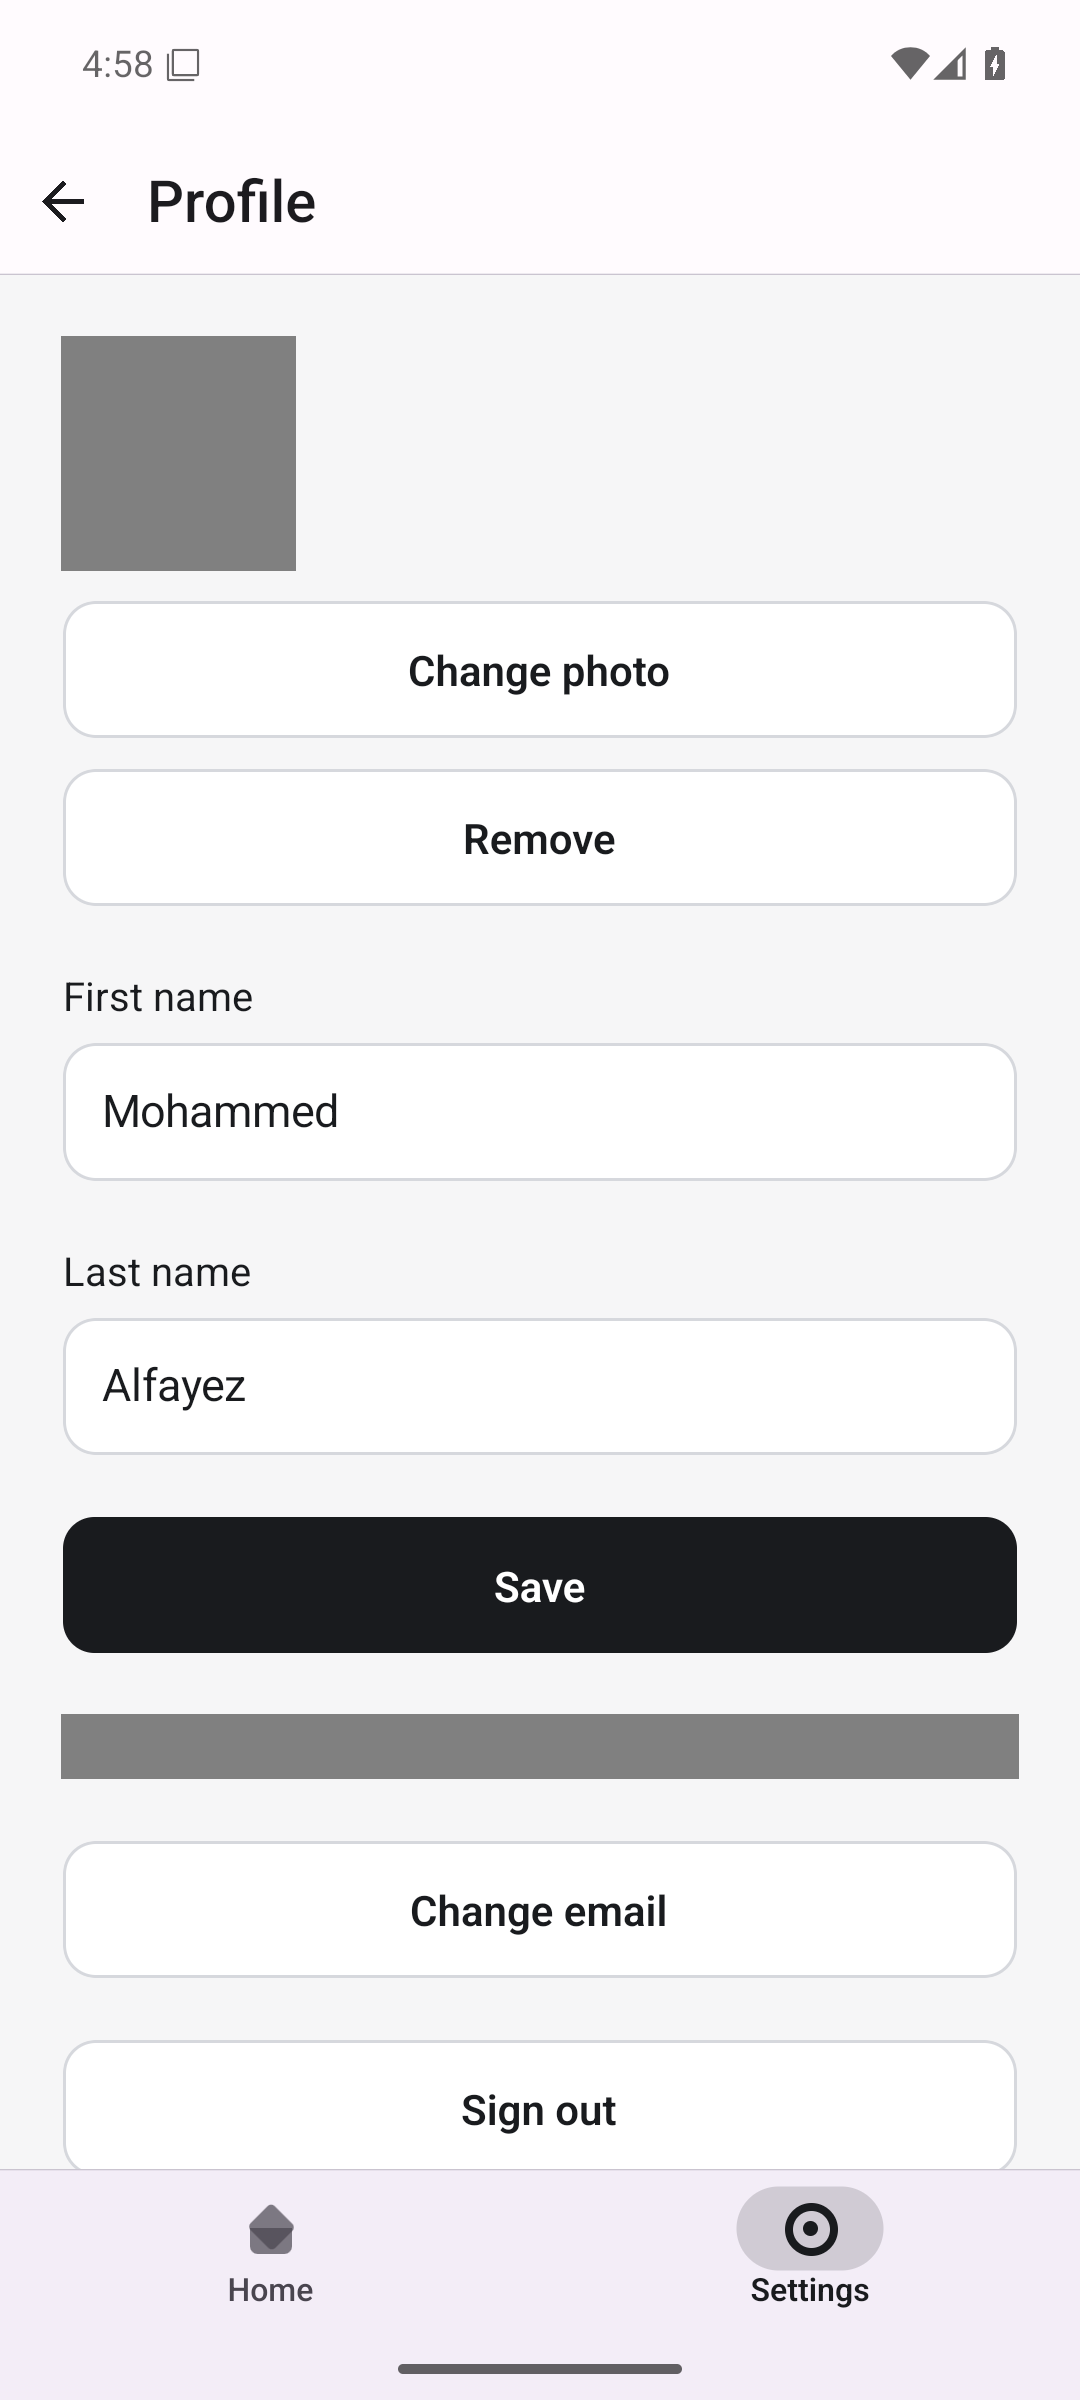 4:58
Profile
Change photo
Remove
First name
Mohammed
Last name
Alfayez
Save
Change email
Sign out
Home
Settings